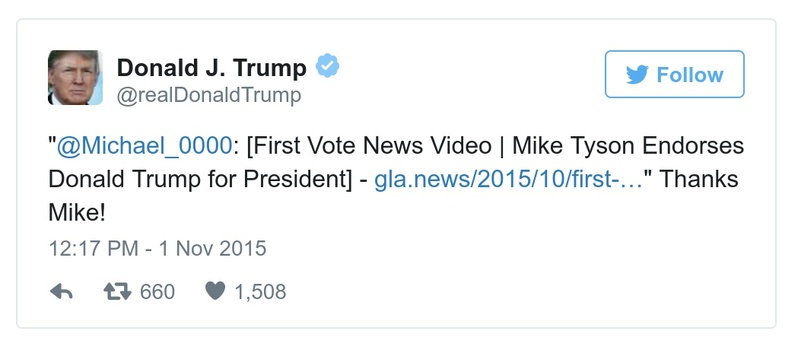 Donald J. Trump
@realDonaldTrump
Follow
"@Michael_0000: [First Vote News Video | Mike Tyson Endorses
Donald Trump for President] - gla.news/2015/10/first-…" Thanks
Mike!
12:17 PM - 1 Nov 2015
660 1,508